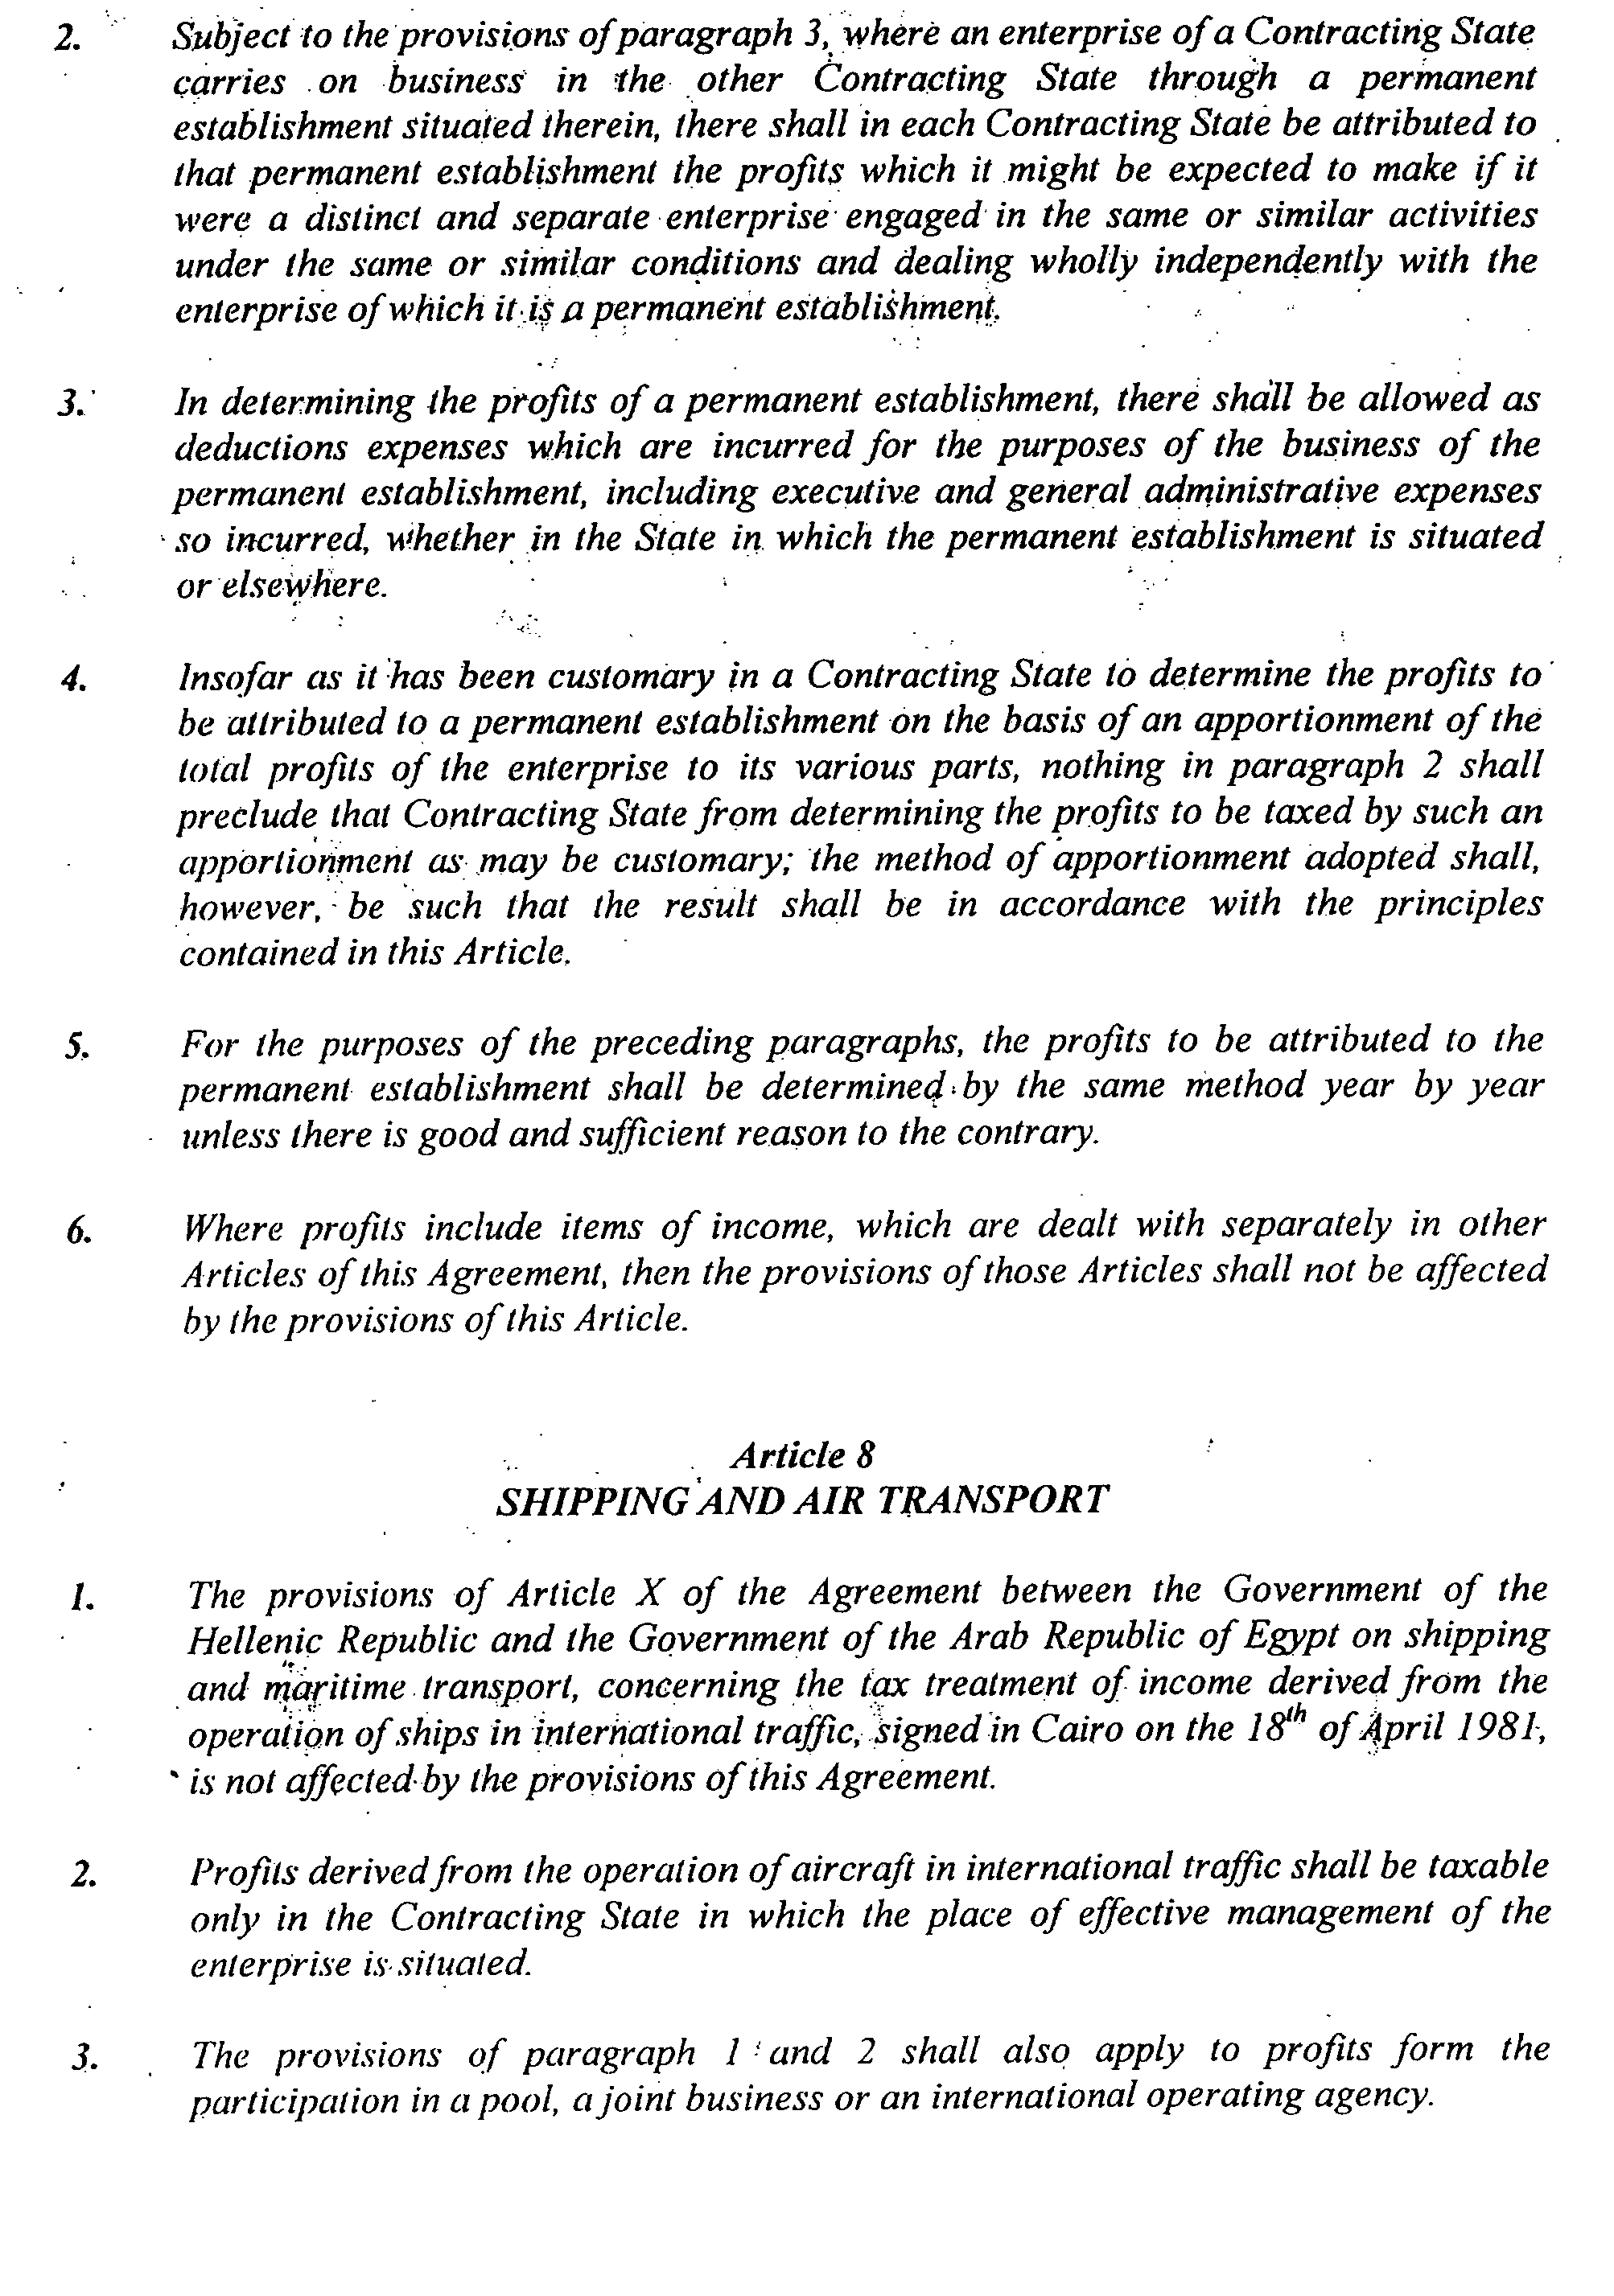 2. Subject to the provisions of paragraph 3, where an enterprise of a Contracting State
carries on business in the other Contracting State through a permanent
establishment situated therein, there shall in each Contracting State be attributed to
that permanent establishment the profits which it might be expected to make if it
were a distinct and separate enterprise engaged in the same or similar activities
under the same or similar conditions and dealing wholly independently with the
enterprise of which it is a permanent establishment.
3. In determining the profits of a permanent establishment, there shall be allowed as
deductions expenses which are incurred for the purposes of the business of the
permanent establishment, including executive and general administrative expenses
so incurred, whether in the State in which the permanent establishment is situated
or elsewhere.
4. Insofar as it has been customary in a Contracting State to determine the profits to
be attributed to a permanent establishment on the basis of an apportionment of the
total profits of the enterprise to its various parts, nothing in paragraph 2 shall
preclude that Contracting State from determining the profits to be taxed by such an
apportionment as may be customary; the method of apportionment adopted shall,
however, be such that the result shall be in accordance with the principles
contained in this Article.
5. For the purposes of the preceding paragraphs, the profits to be attributed to the
permanent establishment shall be determined by the same method year by year
unless there is good and sufficient reason to the contrary.
6. Where profits include items of income, which are dealt with separately in other
Articles of this Agreement, then the provisions of those Articles shall not be affected
by the provisions of this Article.
Article 8
SHIPPING AND AIR TRANSPORT
1. The provisions of Article X of the Agreement between the Government of the
Hellenic Republic and the Government of the Arab Republic of Egypt on shipping
and maritime transport, concerning the tax treatment of income derived from the
operation of ships in international traffic, signed in Cairo on the 18th of April 1981,
is not affected by the provisions of this Agreement.
2. Profits derived from the operation of aircraft in international traffic shall be taxable
only in the Contracting State in which the place of effective management of the
enterprise is situated.
3. The provisions of paragraph 1 and 2 shall also apply to profits form the
participation in a pool, a joint business or an international operating agency.